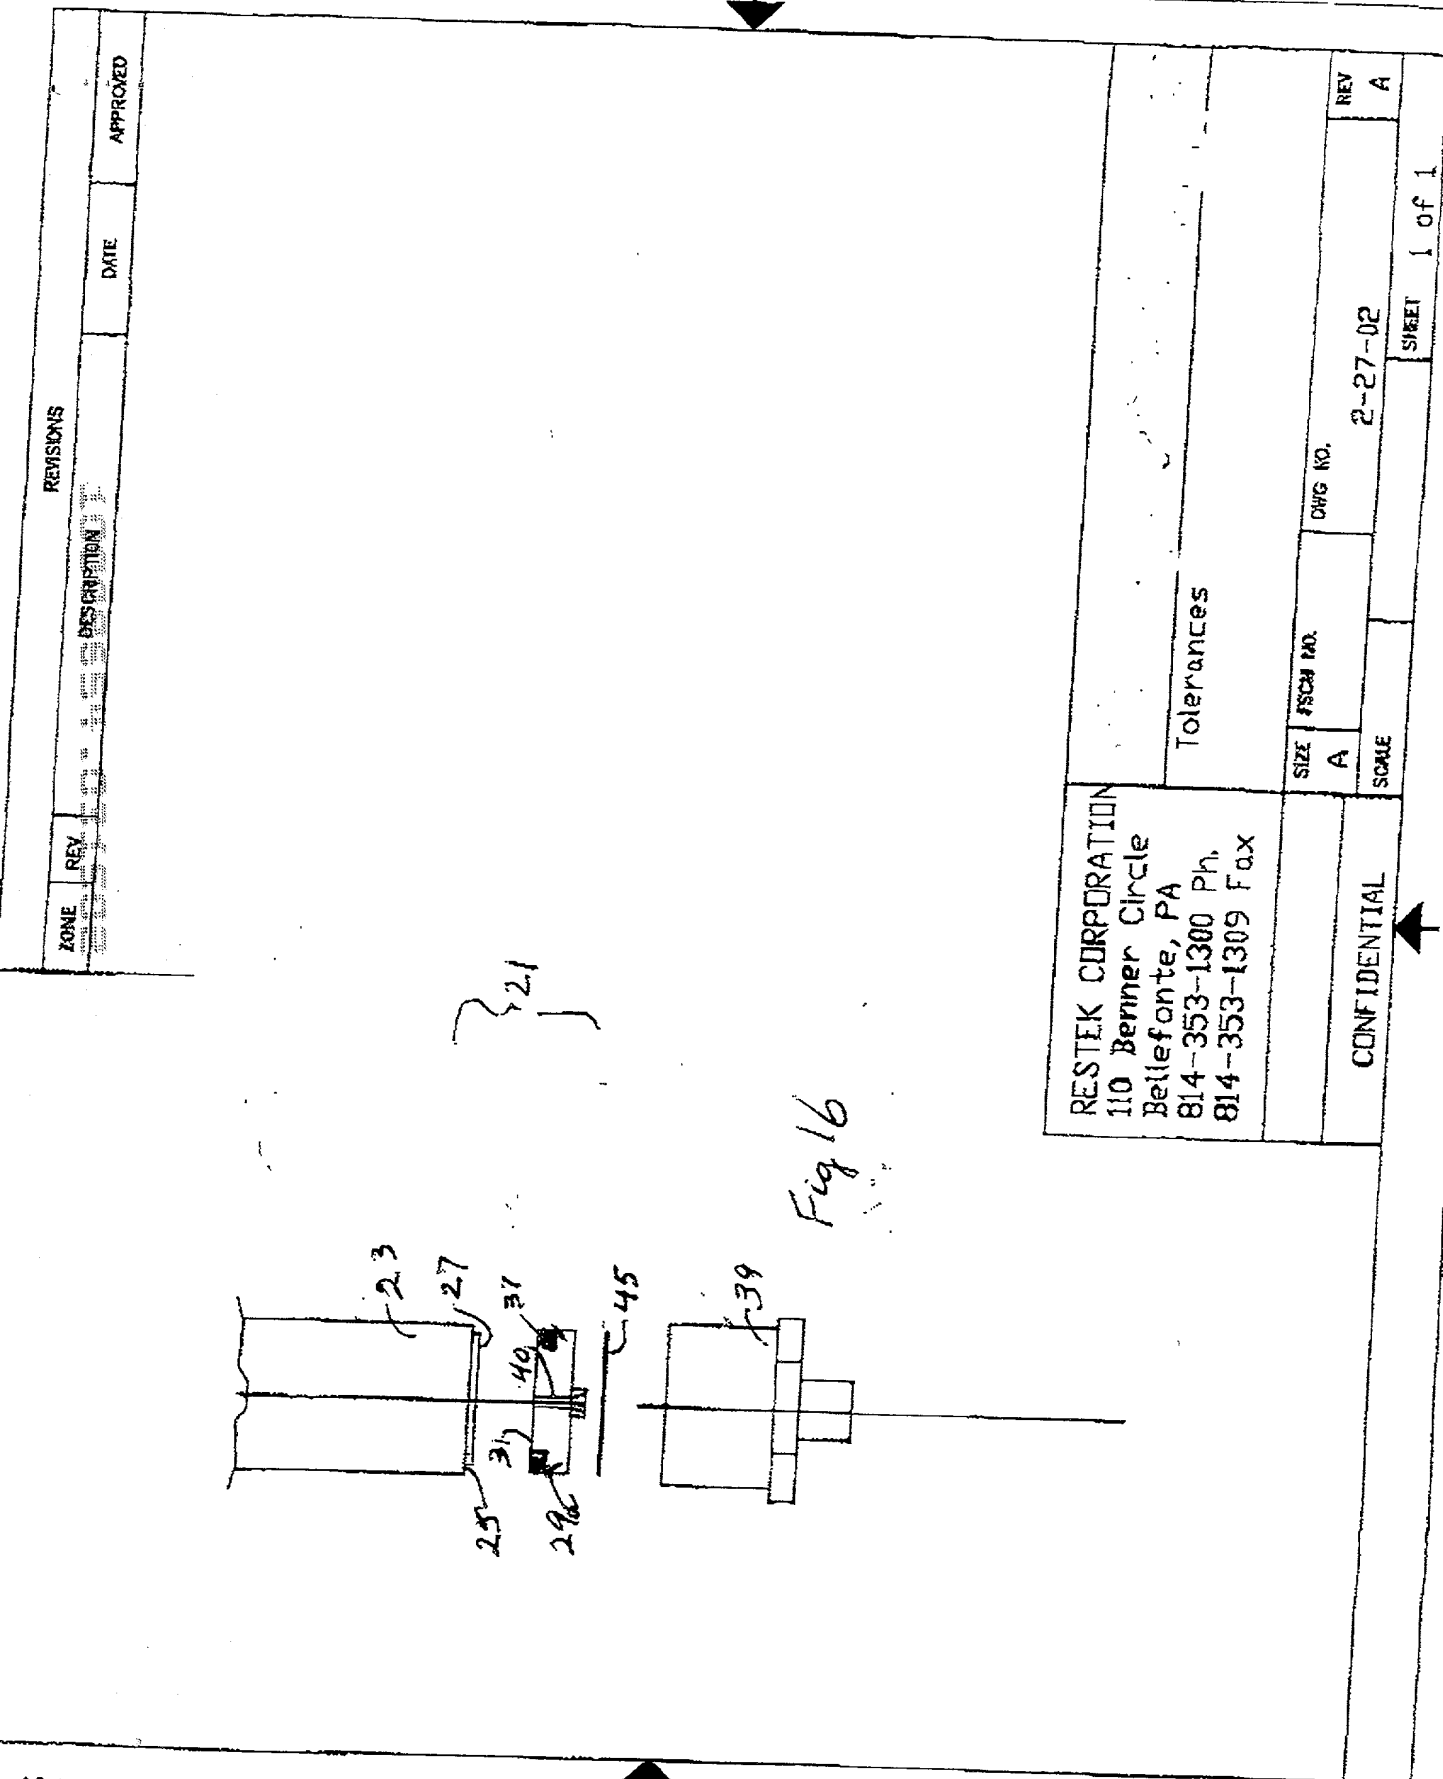 REVISIONS
ZONE REV DESCRIPTION DATE APPROVED
21
23
27
37
40
45
39
25
31
29a
Fig 16
RESTEK CORPORATION
110 Benner Circle
Bellefonte, PA
814-353-1300 Ph.
814-353-1309 Fax
CONFIDENTIAL
Tolerances
SIZE
A
FSCM NO.
DWG NO.
2-27-02
REV
A
SCALE
SHEET 1 of 1